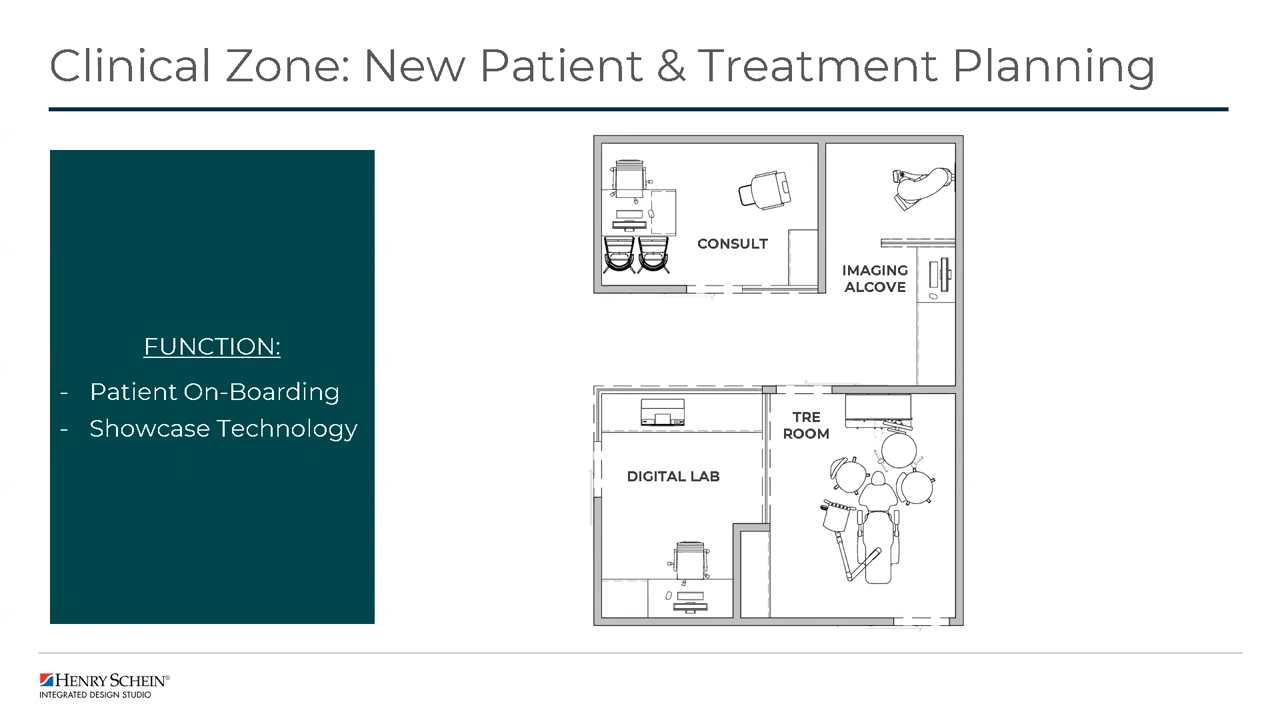 Clinical Zone: New Patient & Treatment Planning
FUNCTION:
- Patient On-Boarding
- Showcase Technology
CONSULT
IMAGING
ALCOVE
TRE
ROOM
DIGITAL LAB
HENRY SCHEIN®
INTEGRATED DESIGN STUDIO